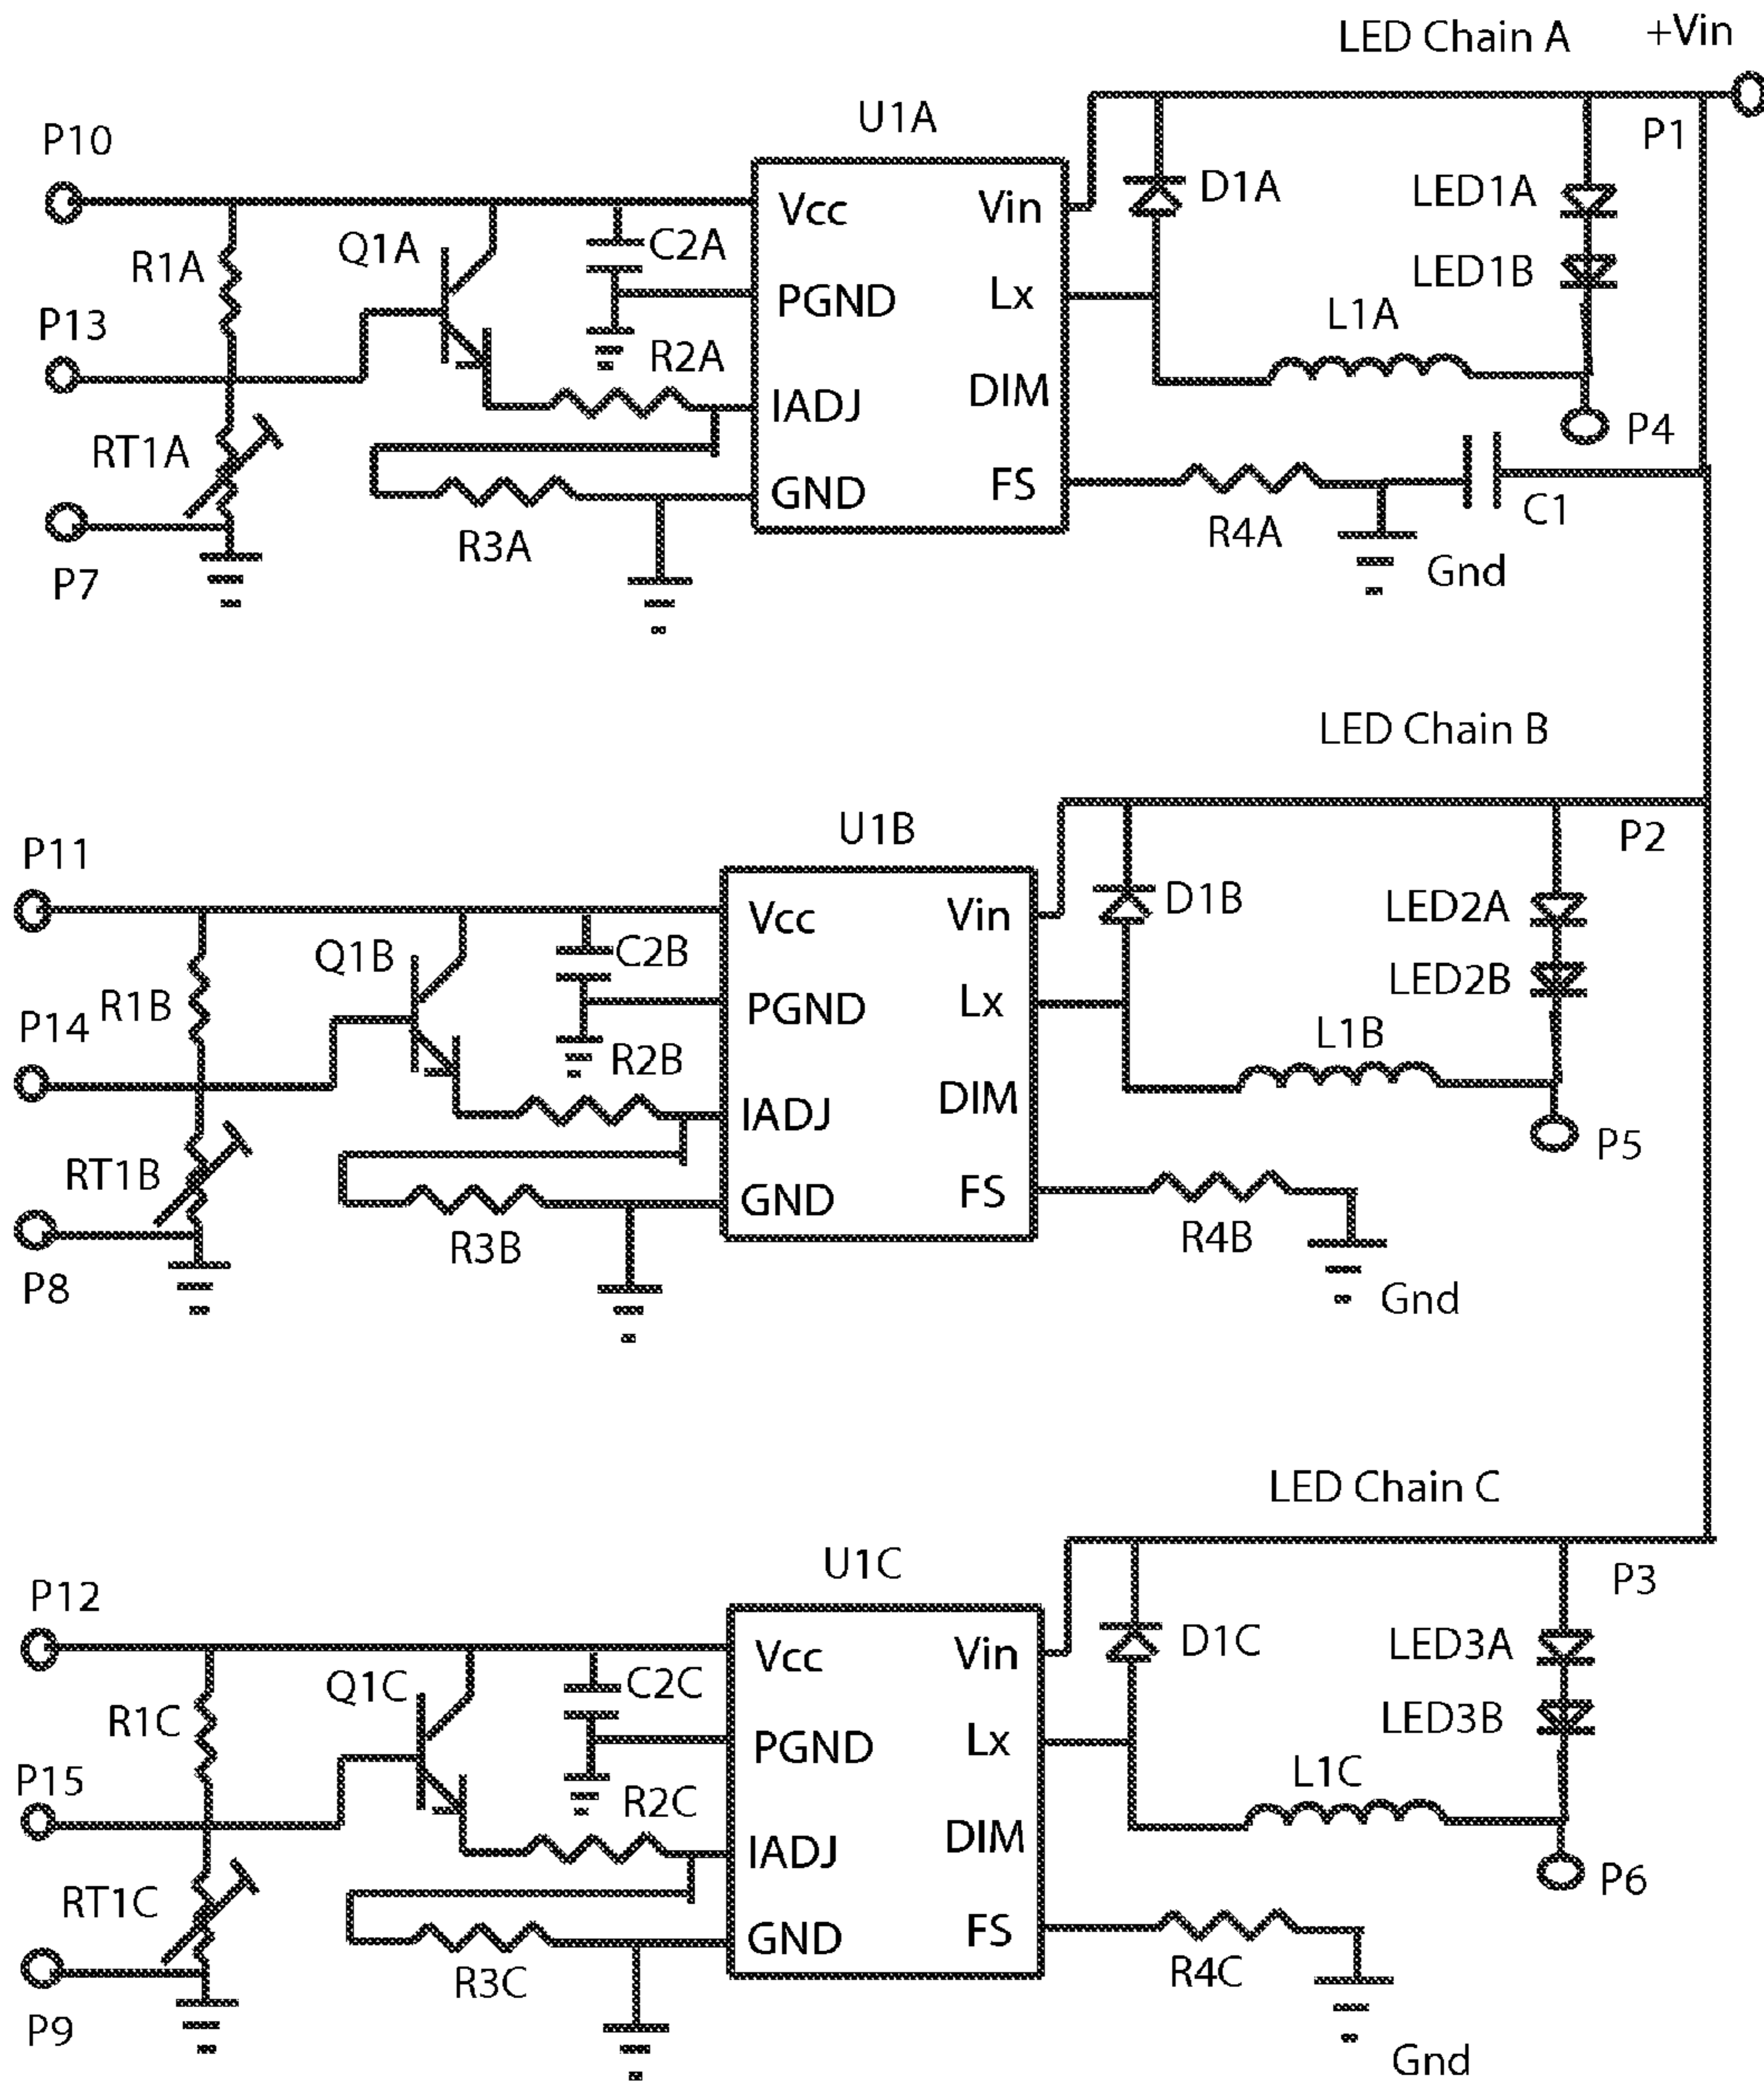 LED Chain A
+Vin
U1A
P1
P10
Vcc
Vin
D1A
LED1A
R1A
Q1A
C2A
LED1B
PGND
Lx
L1A
P13
R2A
IADJ
DIM
P4
RT1A
GND
FS
C1
R3A
R4A
Gnd
P7
LED Chain B
U1B
P2
P11
Vcc
Vin
D1B
LED2A
Q1B
C2B
LED2B
R1B
PGND
Lx
L1B
P14
R2B
IADJ
DIM
P5
RT1B
GND
FS
R3B
R4B
P8
Gnd
LED Chain C
U1C
P3
P12
Vcc
Vin
D1C
LED3A
Q1C
C2C
LED3B
R1C
PGND
Lx
L1C
P15
R2C
IADJ
DIM
P6
RT1C
GND
FS
R3C
R4C
P9
Gnd